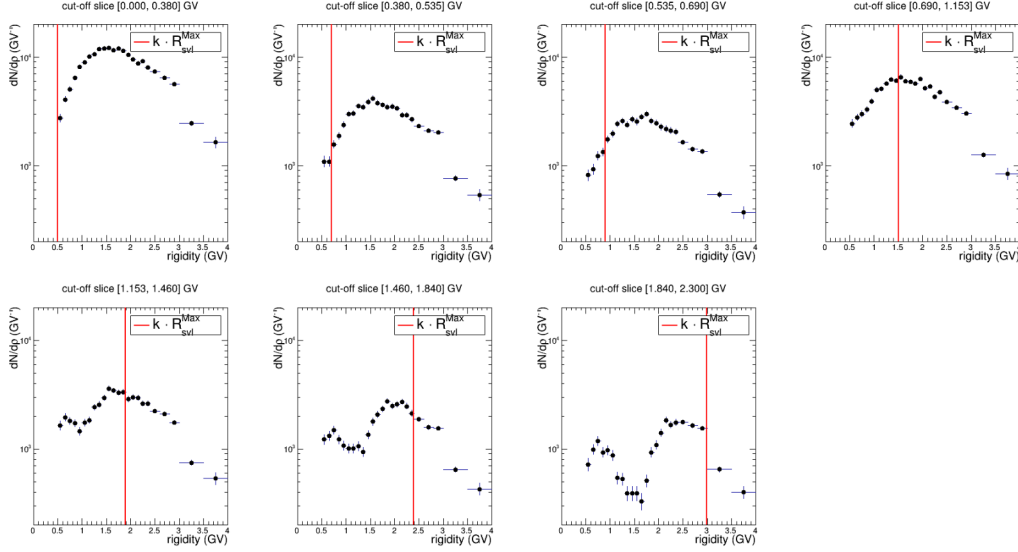 cut-off slice [0.000, 0.380] GV
dN/dρ (GV⁻¹)
10⁴
10³
k · R^Max_svl
0 0.5 1 1.5 2 2.5 3 3.5 4
rigidity (GV)
cut-off slice [0.380, 0.535] GV
dN/dρ (GV⁻¹)
10⁴
10³
k · R^Max_svl
0 0.5 1 1.5 2 2.5 3 3.5 4
rigidity (GV)
cut-off slice [0.535, 0.690] GV
dN/dρ (GV⁻¹)
10⁴
10³
k · R^Max_svl
0 0.5 1 1.5 2 2.5 3 3.5 4
rigidity (GV)
cut-off slice [0.690, 1.153] GV
dN/dρ (GV⁻¹)
10⁴
10³
k · R^Max_svl
0 0.5 1 1.5 2 2.5 3 3.5 4
rigidity (GV)
cut-off slice [1.153, 1.460] GV
dN/dρ (GV⁻¹)
10⁴
10³
k · R^Max_svl
0 0.5 1 1.5 2 2.5 3 3.5 4
rigidity (GV)
cut-off slice [1.460, 1.840] GV
dN/dρ (GV⁻¹)
10⁴
10³
k · R^Max_svl
0 0.5 1 1.5 2 2.5 3 3.5 4
rigidity (GV)
cut-off slice [1.840, 2.300] GV
dN/dρ (GV⁻¹)
10⁴
10³
k · R^Max_svl
0 0.5 1 1.5 2 2.5 3 3.5 4
rigidity (GV)